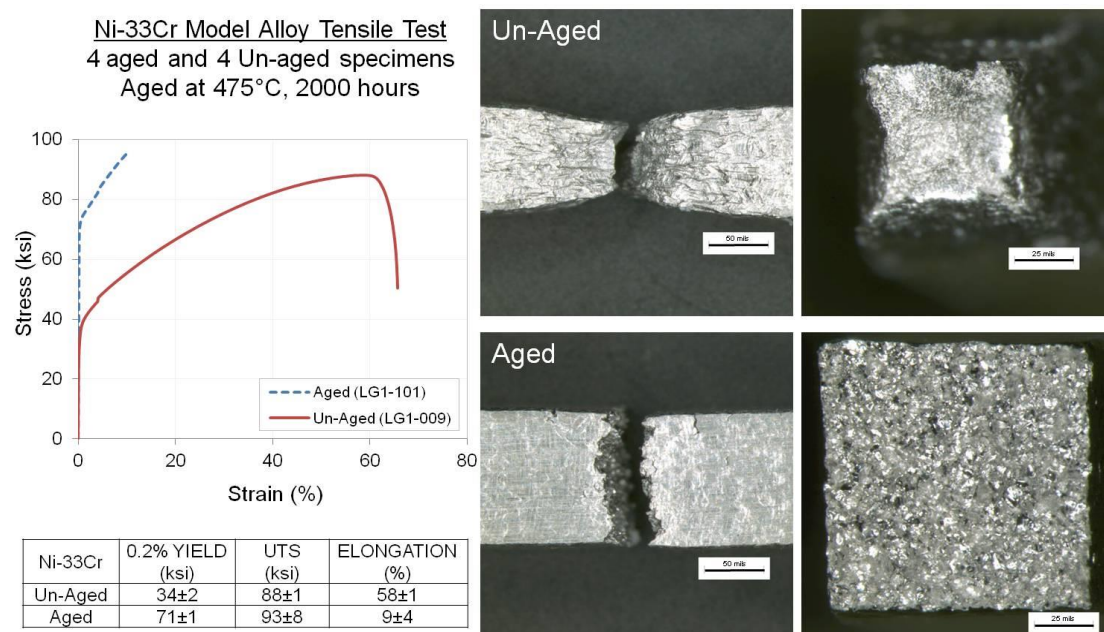 Ni-33Cr Model Alloy Tensile Test
4 aged and 4 Un-aged specimens
Aged at 475°C, 2000 hours
100
80
60
40
20
0
0 20 40 60 80
Stress (ksi)
Strain (%)
Aged (LG1-101)
Un-Aged (LG1-009)
Ni-33Cr 0.2% YIELD (ksi) UTS (ksi) ELONGATION (%)
Un-Aged 34±2 88±1 58±1
Aged 71±1 93±8 9±4
Un-Aged
50 mils
25 mils
Aged
50 mils
25 mils